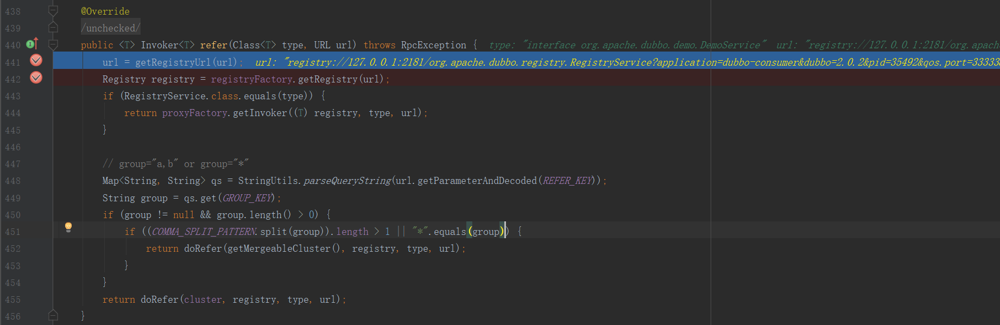 438 @Override
439 /unchecked/
440 public <T> Invoker<T> refer(Class<T> type, URL url) throws RpcException { type: "interface org.apache.dubbo.demo.DemoService" url: "registry://127.0.0.1:2181/org.apach
441 url = getRegistryUrl(url); url: "registry://127.0.0.1:2181/org.apache.dubbo.registry.RegistryService?application=dubbo-consumer&dubbo=2.0.2&pid=35492&qos.port=33333&
442 Registry registry = registryFactory.getRegistry(url);
443 if (RegistryService.class.equals(type)) {
444 return proxyFactory.getInvoker((T) registry, type, url);
445 }
446
447 // group="a,b" or group="*"
448 Map<String, String> qs = StringUtils.parseQueryString(url.getParameterAndDecoded(REFER_KEY));
449 String group = qs.get(GROUP_KEY);
450 if (group != null && group.length() > 0) {
451 if ((COMMA_SPLIT_PATTERN.split(group)).length > 1 || "*".equals(group)) {
452 return doRefer(getMergeableCluster(), registry, type, url);
453 }
454 }
455 return doRefer(cluster, registry, type, url);
456 }